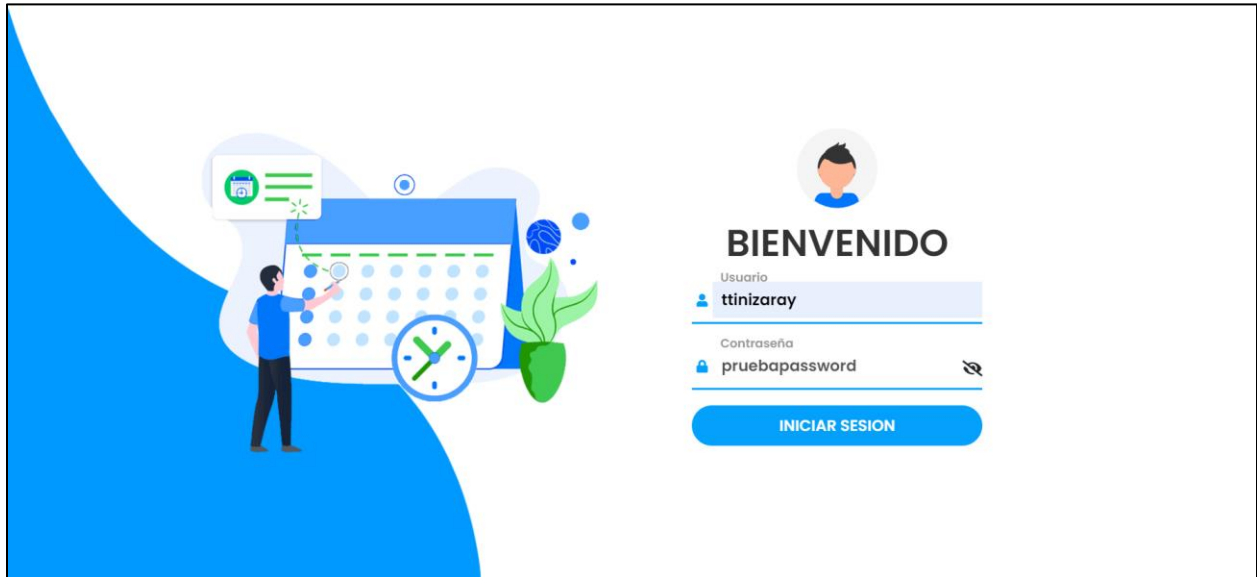 BIENVENIDO
Usuario
ttinizaray
Contraseña
pruebapassword
INICIAR SESION